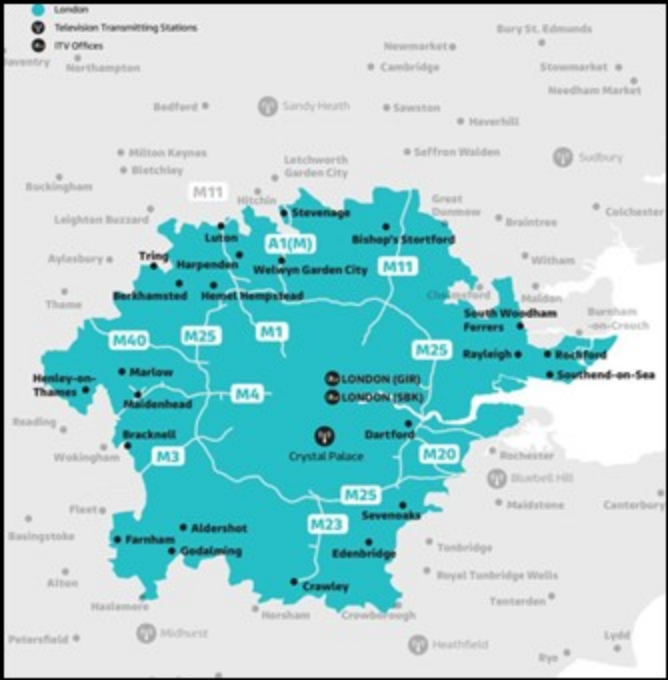 London
Television Transmitting Stations
ITV Offices
Bury St. Edmunds
Newmarket
Northampton
Cambridge
Stowmarket
Needham Market
Bedford
Sandy Heath
Sawston
Haverhill
Milton Keynes
Saffron Walden
Sudbury
Bletchley
Letchworth
Garden City
Buckingham
M11
Hitchin
Great
Dunmow
Colchester
Leighton Buzzard
Stevenage
Braintree
Luton
A1(M)
Bishop's Stortford
Aylesbury
Tring
Harpenden
Welwyn Garden City
M11
Witham
Thame
Berkhamsted
Hemel Hempstead
Chelmsford
Maldon
South Woodham
Ferrers
Burnham
-on-Crouch
M40
M25
M1
M25
Rayleigh
Rochford
Henley-on-
Thames
Marlow
LONDON (GIR)
Southend-on-Sea
Maidenhead
M4
LONDON (SBK)
Reading
Bracknell
Dartford
Wokingham
M3
Crystal Palace
M20
Rochester
Bluebell Hill
M25
Fleet
Sevenoaks
Maidstone
Canterbury
Basingstoke
Aldershot
M23
Farnham
Godalming
Edenbridge
Tonbridge
Alton
Crawley
Royal Tunbridge Wells
Haslemere
Horsham
Crowborough
Tenterden
Petersfield
Midhurst
Heathfield
Lydd
Rye